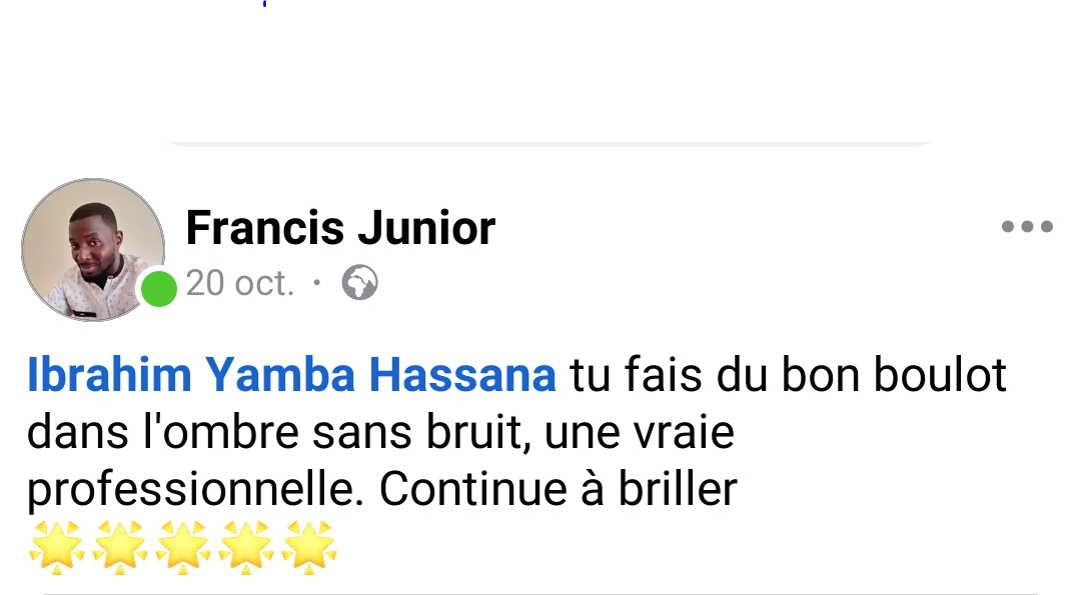 Francis Junior
20 oct. ·
Ibrahim Yamba Hassana tu fais du bon boulot
dans l'ombre sans bruit, une vraie
professionnelle. Continue à briller
🌟🌟🌟🌟🌟